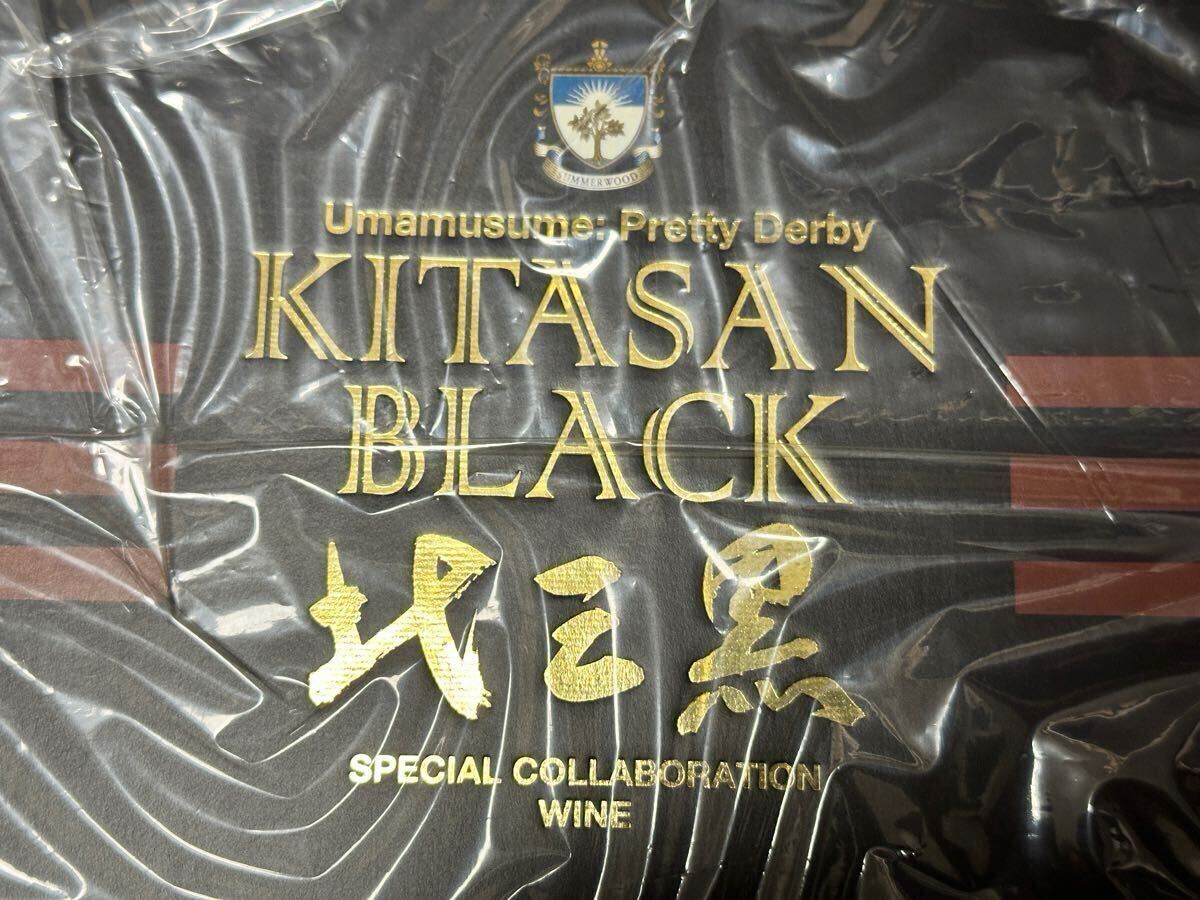 SUMMERWOOD
Umamusume: Pretty Derby
KITASAN
BLACK
北三黒
SPECIAL COLLABORATION
WINE